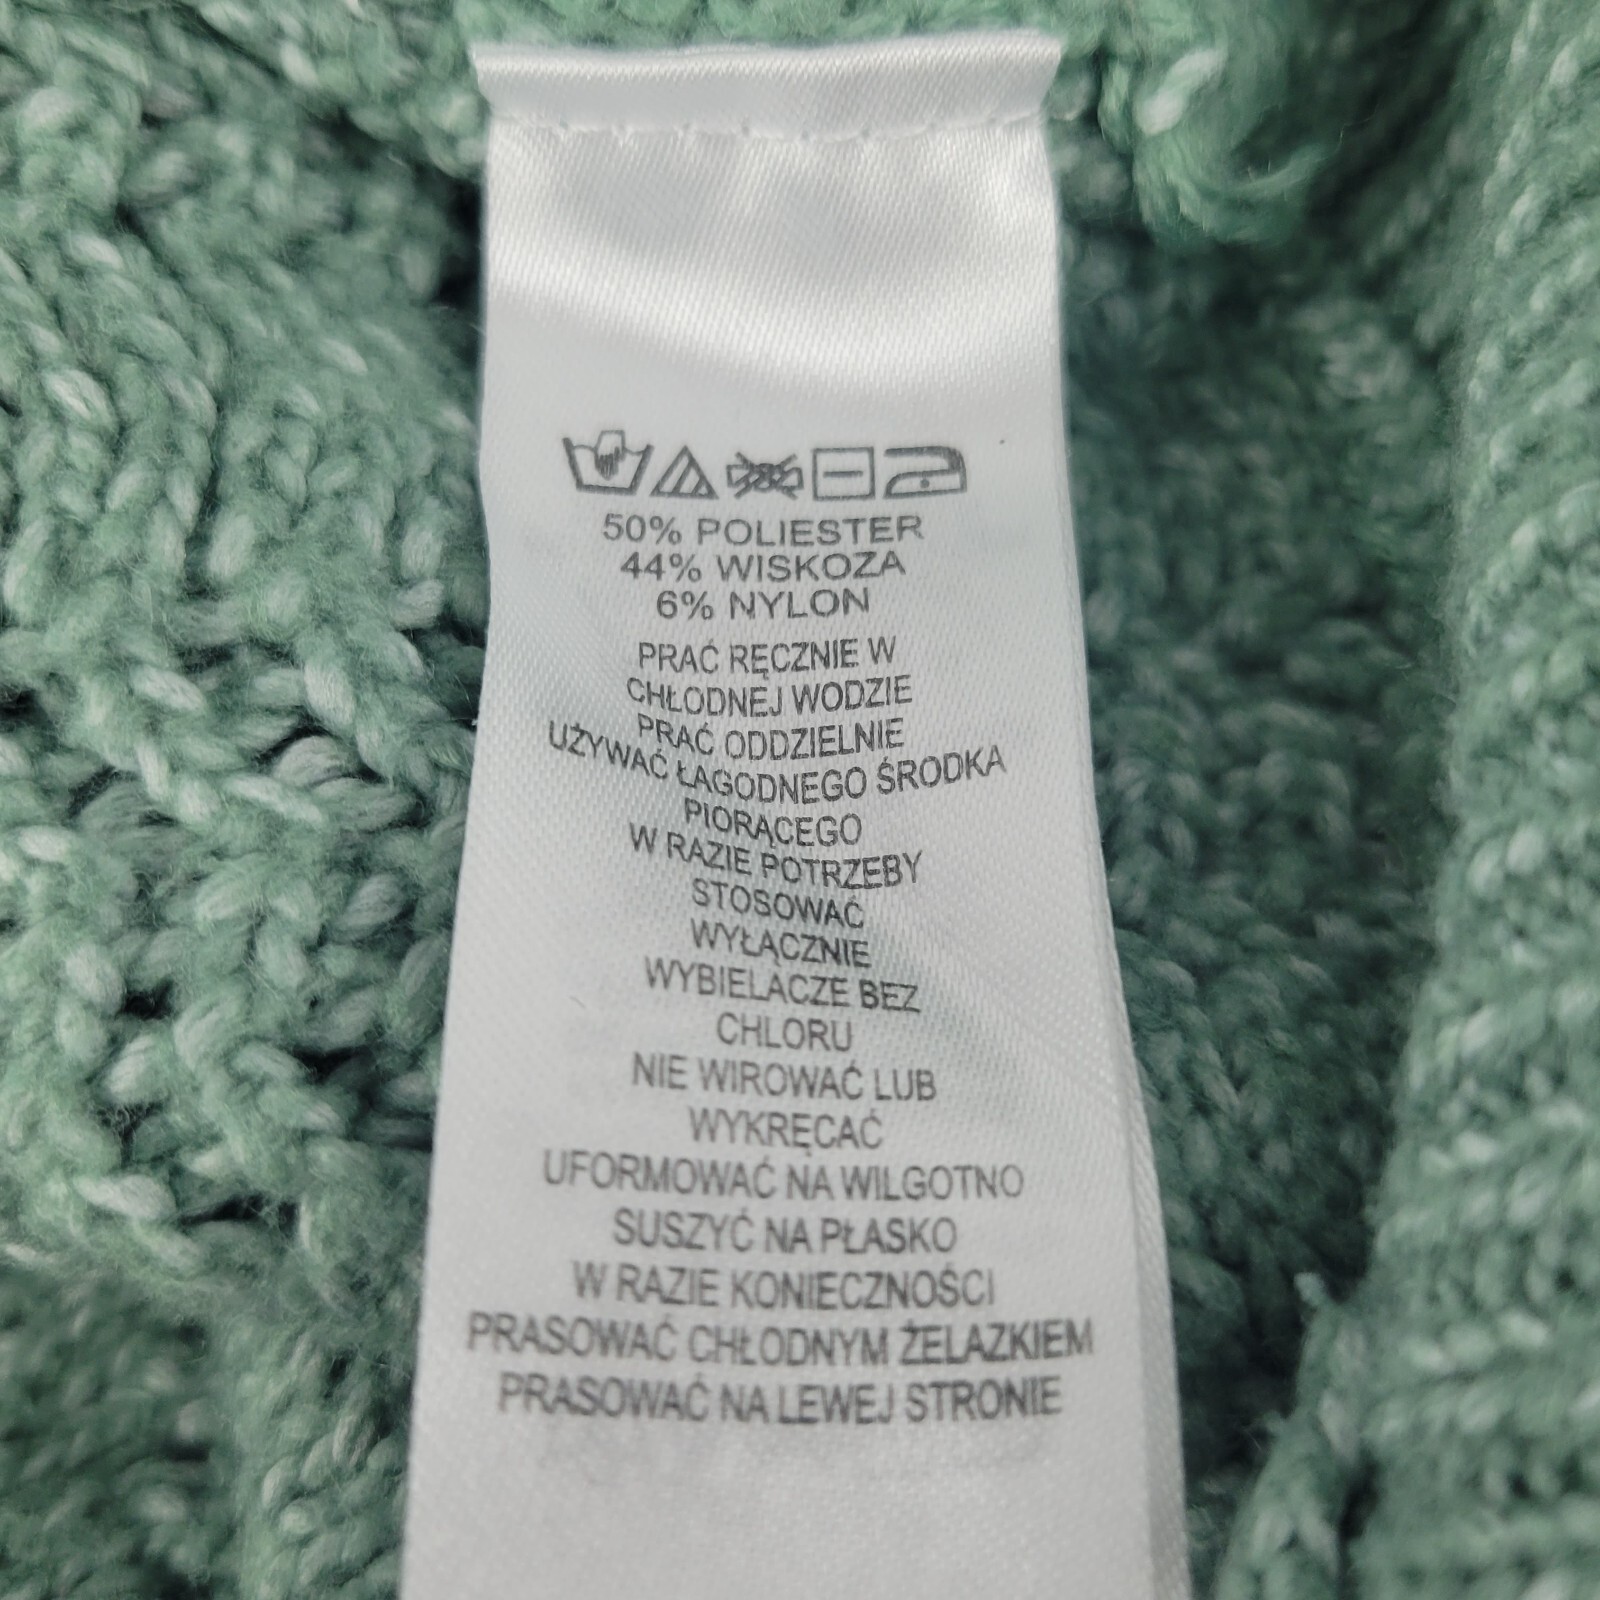 50% POLIESTER
44% WISKOZA
6% NYLON
PRAĆ RĘCZNIE W
CHŁODNEJ WODZIE
PRAĆ ODDZIELNIE
UŻYWAĆ ŁAGODNEGO ŚRODKA
PIORĄCEGO
W RAZIE POTRZEBY
STOSOWAĆ
WYŁĄCZNIE
WYBIELACZE BEZ
CHLORU
NIE WIROWAĆ LUB
WYKRĘCAĆ
UFORMOWAĆ NA WILGOTNO
SUSZYĆ NA PŁASKO
W RAZIE KONIECZNOŚCI
PRASOWAĆ CHŁODNYM ŻELAZKIEM
PRASOWAĆ NA LEWEJ STRONIE